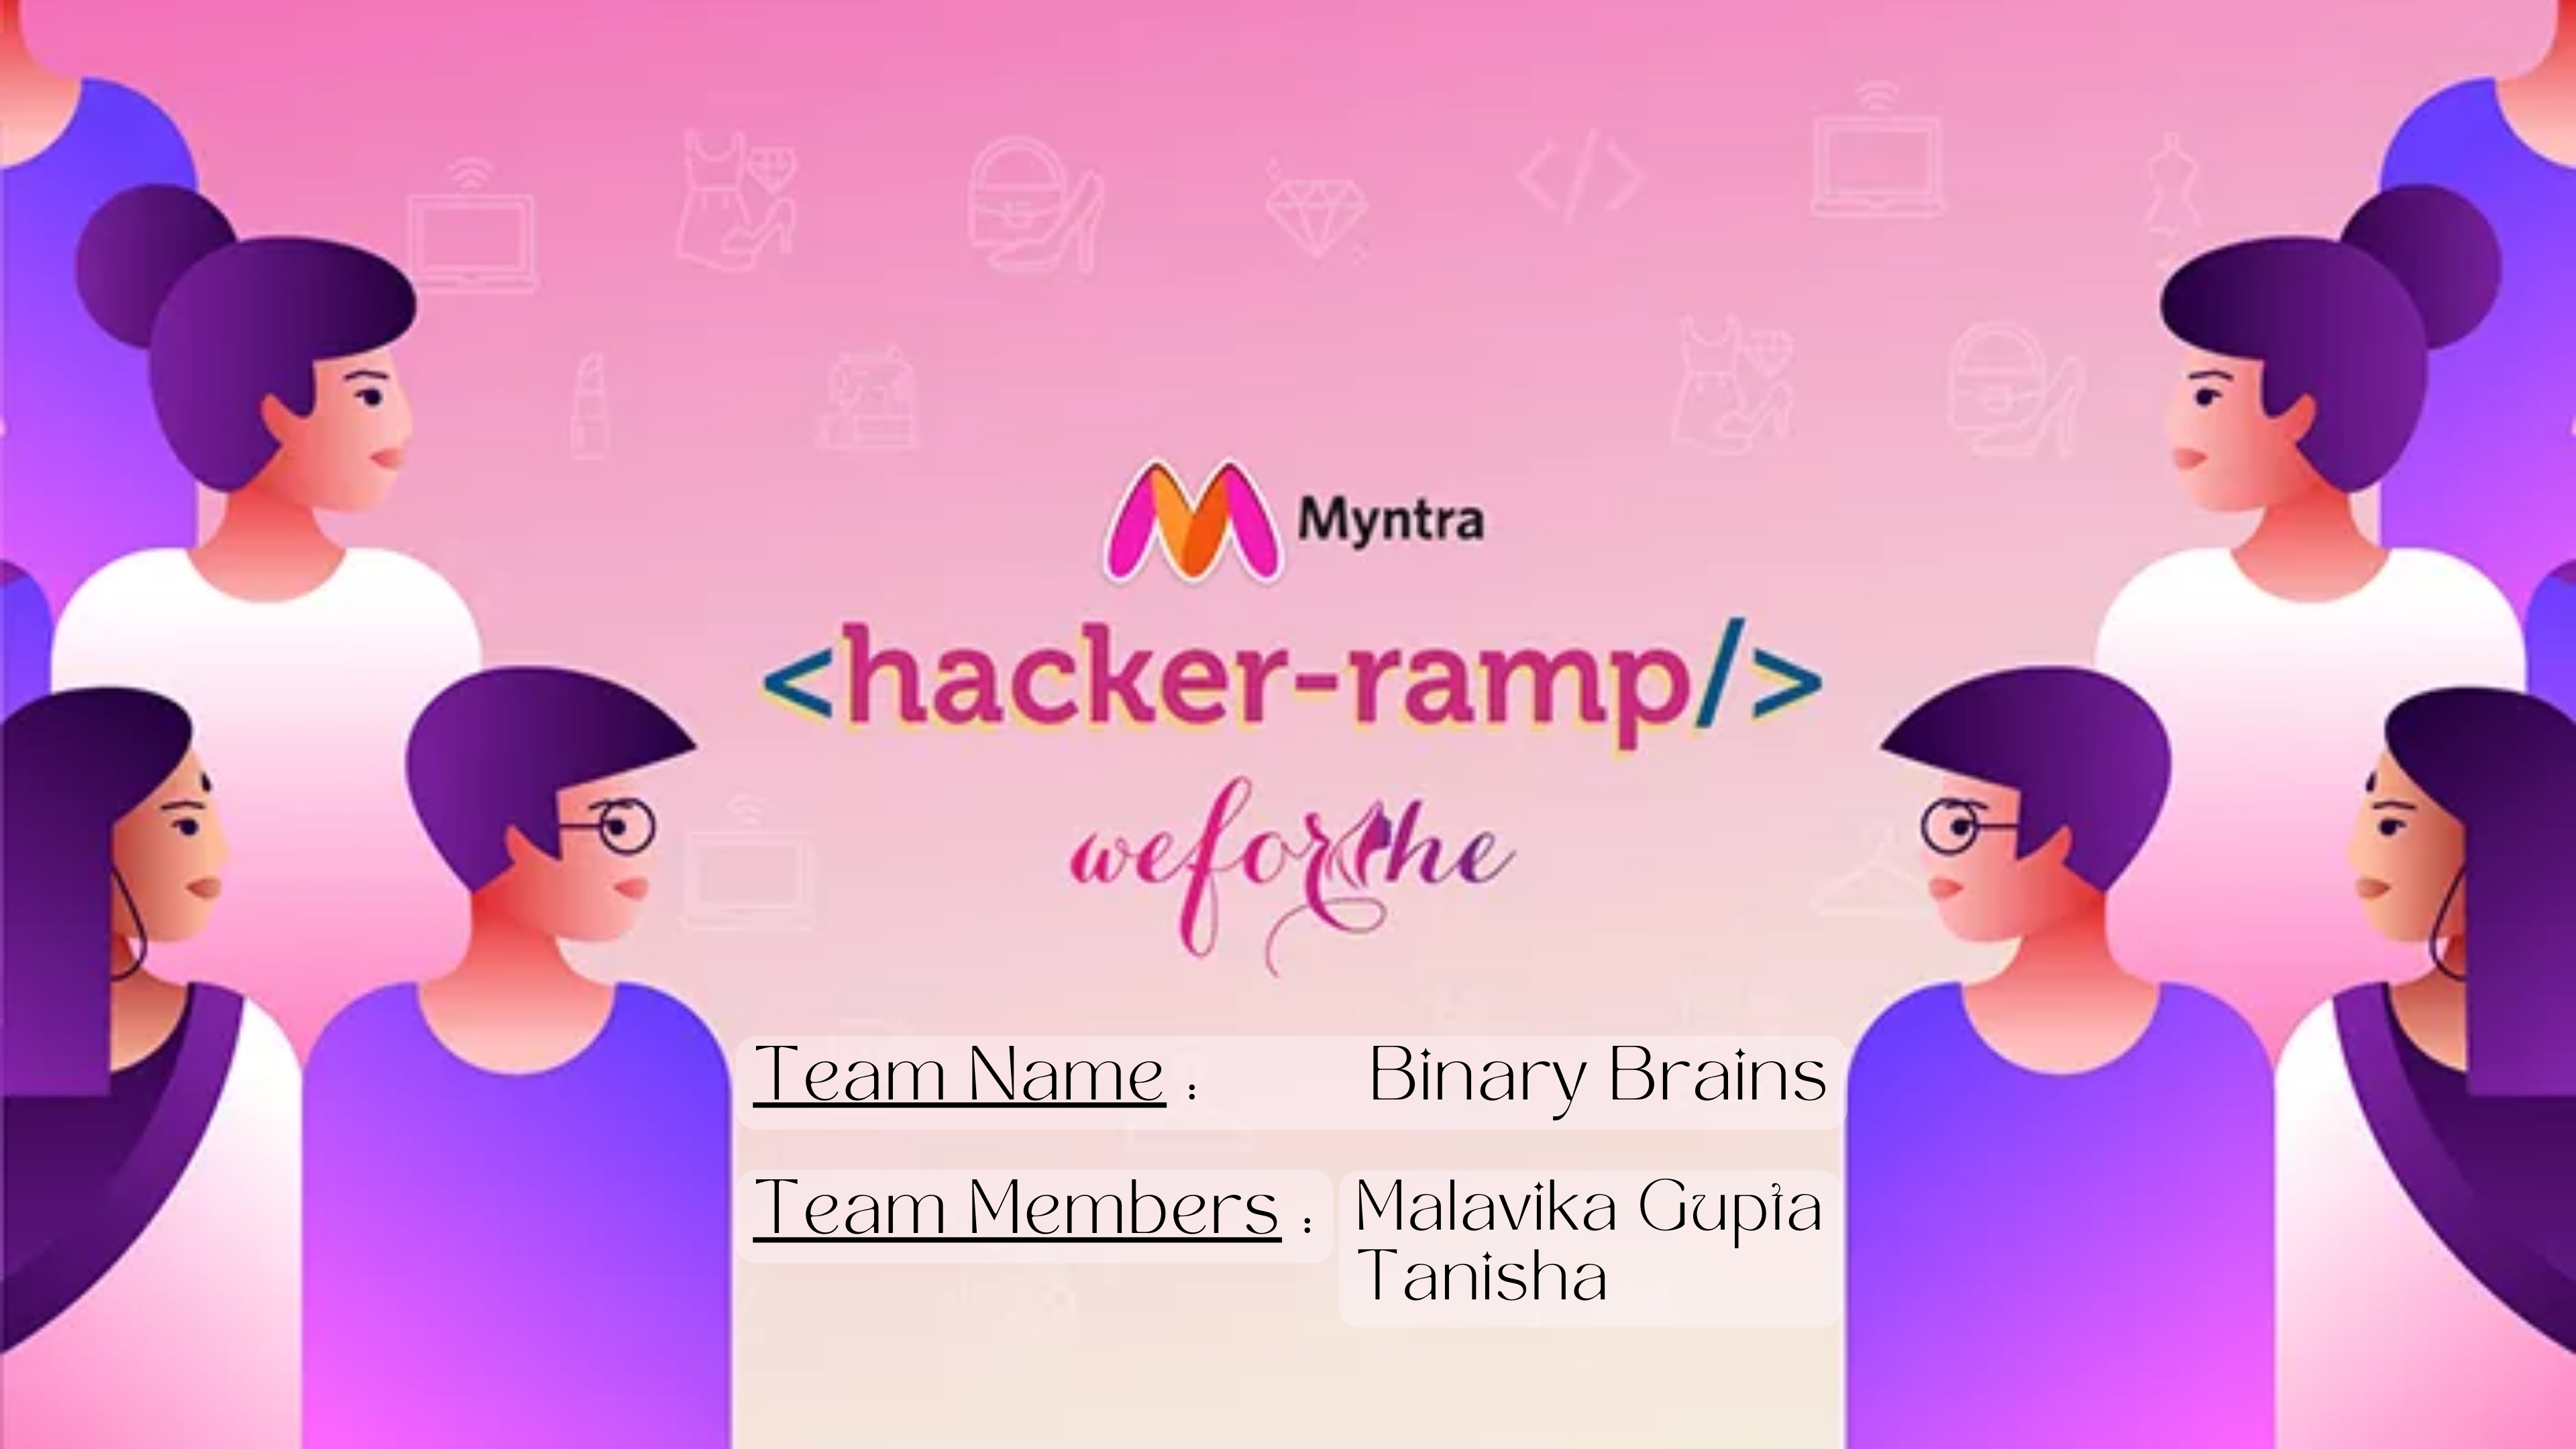 Myntra
<hacker-ramp/>
weforshe
Team Name : Binary Brains
Team Members : Malavika Gupta
Tanisha